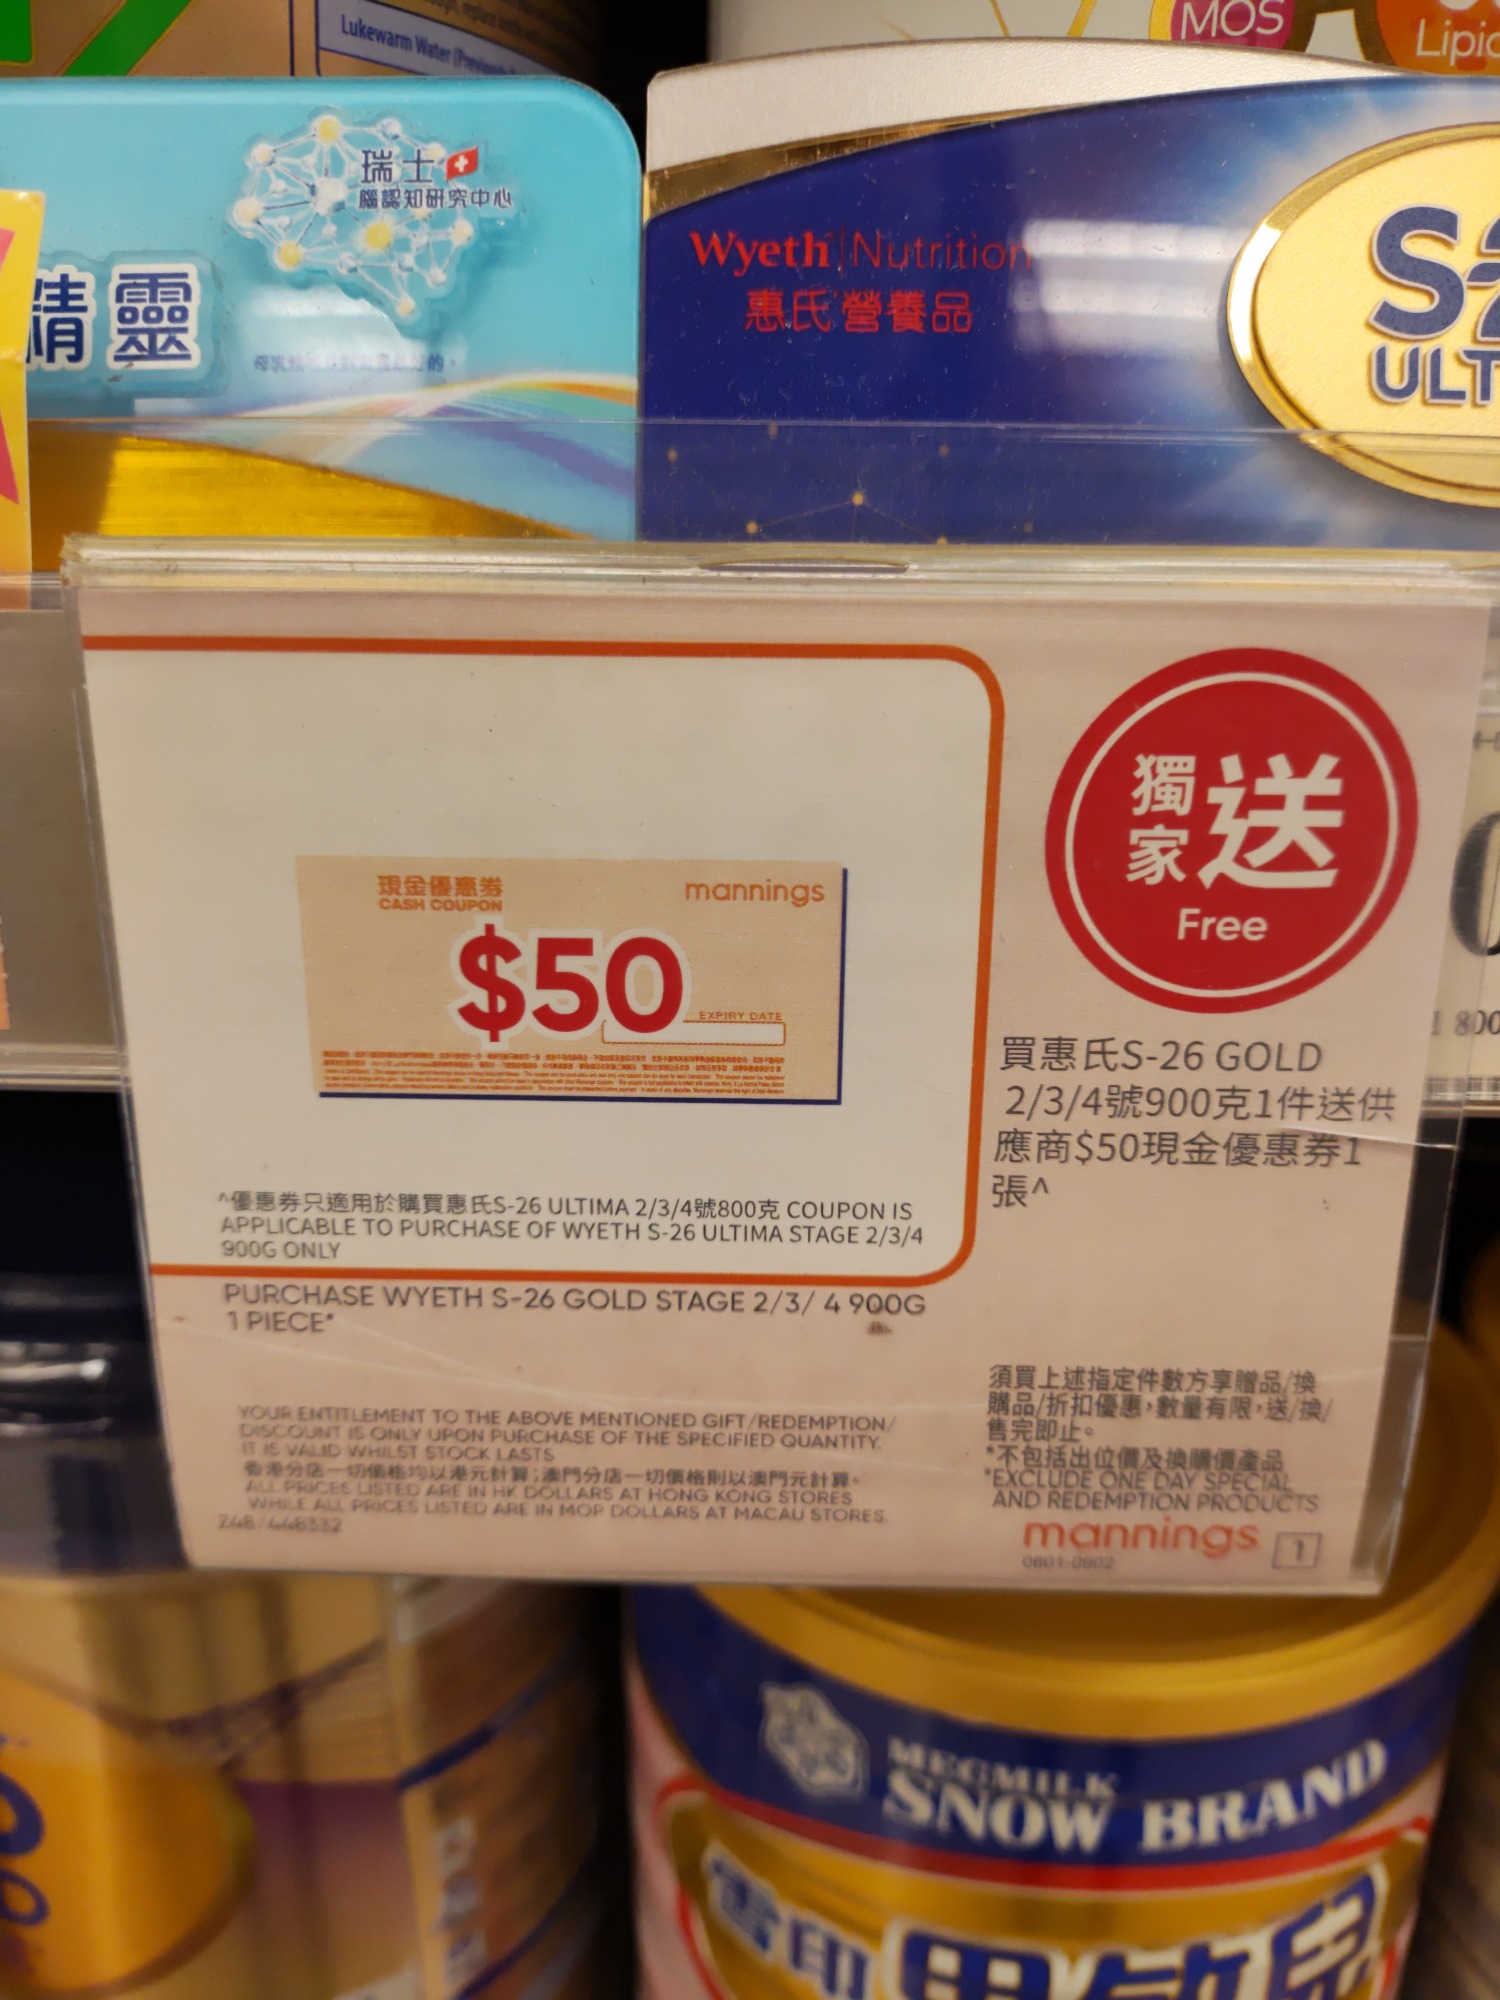 Lukewarm Water
MOS
Lipid
瑞士
腦認知研究中心
精靈
Wyeth Nutrition
惠氏營養品
S-2
ULT
現金優惠券
CASH COUPON
mannings
$50
EXPIRY DATE
獨家送
Free
買惠氏S-26 GOLD
2/3/4號900克1件送供
應商$50現金優惠券1
張^
^優惠券只適用於購買惠氏S-26 ULTIMA 2/3/4號800克 COUPON IS
APPLICABLE TO PURCHASE OF WYETH S-26 ULTIMA STAGE 2/3/4
900G ONLY
PURCHASE WYETH S-26 GOLD STAGE 2/3/ 4 900G
1 PIECE*
須買上述指定件數方享贈品/換
購品/折扣優惠，數量有限，送/換/
售完即止。
*不包括出位價及換購價產品
*EXCLUDE ONE DAY SPECIAL
AND REDEMPTION PRODUCTS
YOUR ENTITLEMENT TO THE ABOVE MENTIONED GIFT/REDEMPTION/
DISCOUNT IS ONLY UPON PURCHASE OF THE SPECIFIED QUANTITY.
IT IS VALID WHILST STOCK LASTS
香港分店一切價格均以港元計算；澳門分店一切價格則以澳門元計算。
ALL PRICES LISTED ARE IN HK DOLLARS AT HONG KONG STORES
WHILE ALL PRICES LISTED ARE IN MOP DOLLARS AT MACAU STORES.
Z4B/448332
mannings 1
0601-0902
800
MEGMILK
SNOW BRAND
雪印